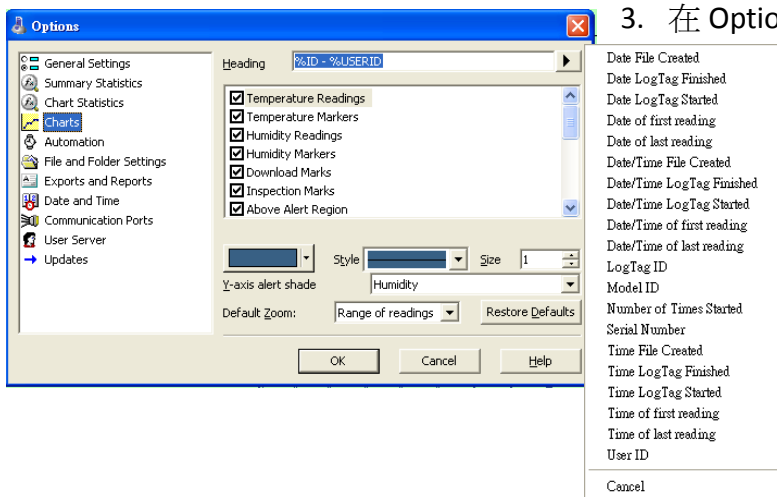 Options
General Settings
Summary Statistics
Chart Statistics
Charts
Automation
File and Folder Settings
Exports and Reports
Date and Time
Communication Ports
User Server
Updates
Heading %ID - %USERID
Temperature Readings
Temperature Markers
Humidity Readings
Humidity Markers
Download Marks
Inspection Marks
Above Alert Region
Style Size 1
Y-axis alert shade Humidity
Default Zoom: Range of readings Restore Defaults
OK Cancel Help
3. 在 Optio
Date File Created
Date LogTag Finished
Date LogTag Started
Date of first reading
Date of last reading
Date/Time File Created
Date/Time LogTag Finished
Date/Time LogTag Started
Date/Time of first reading
Date/Time of last reading
LogTag ID
Model ID
Number of Times Started
Serial Number
Time File Created
Time LogTag Finished
Time LogTag Started
Time of first reading
Time of last reading
User ID
Cancel